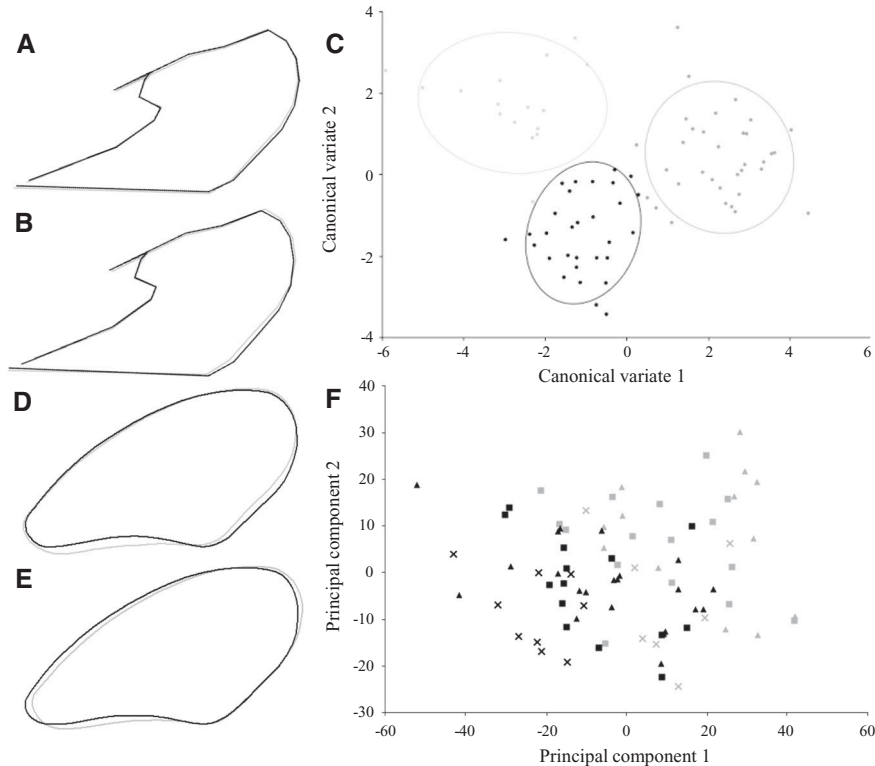 A
B
C
4
2
0
-2
-4
-6
-4
-2
0
2
4
6
Canonical variate 2
Canonical variate 1
D
E
F
40
30
20
10
0
-10
-20
-30
-60
-40
-20
0
20
40
60
Principal component 2
Principal component 1